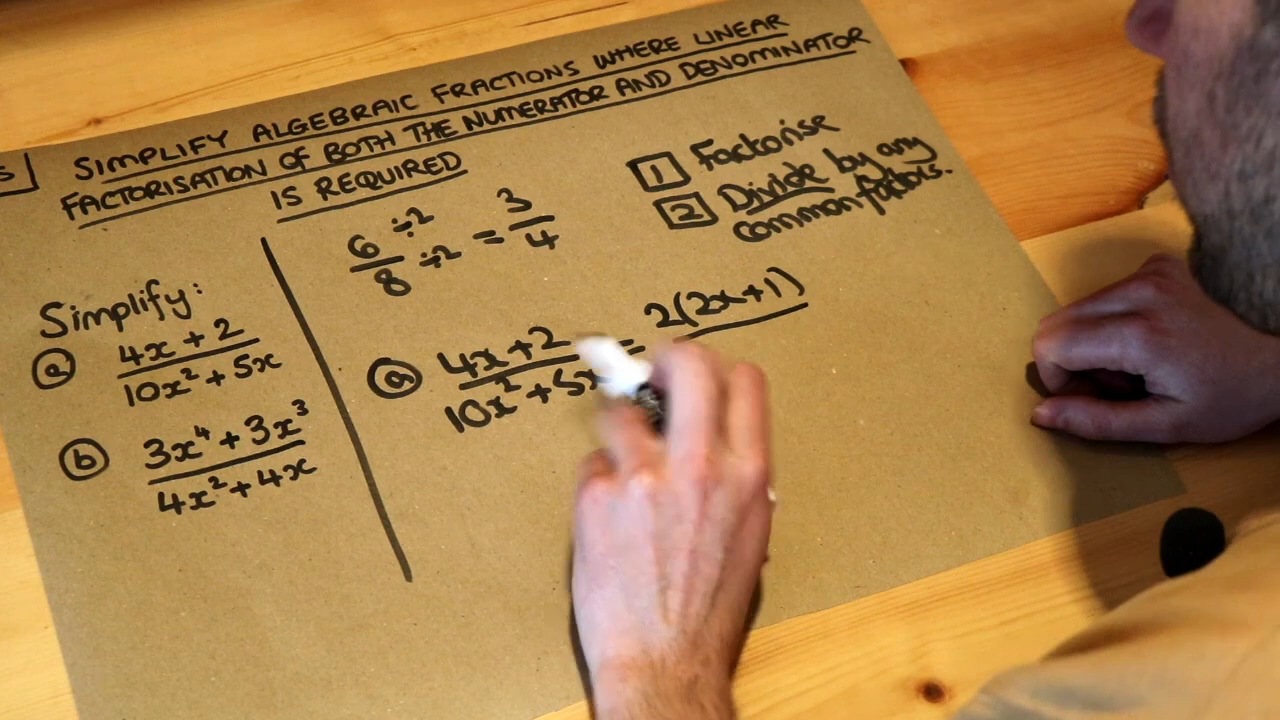 SIMPLIFY ALGEBRAIC FRACTIONS WHERE LINEAR
FACTORISATION OF BOTH THE NUMERATOR AND DENOMINATOR
IS REQUIRED
1 Factorise
2 Divide by any
common factors.
6 ÷2 = 3
8 ÷2 4
Simplify:
a 4x + 2
10x² + 5x
b 3x⁴ + 3x³
4x² + 4x
a 4x + 2 = 2(2x+1)
10x² + 5x